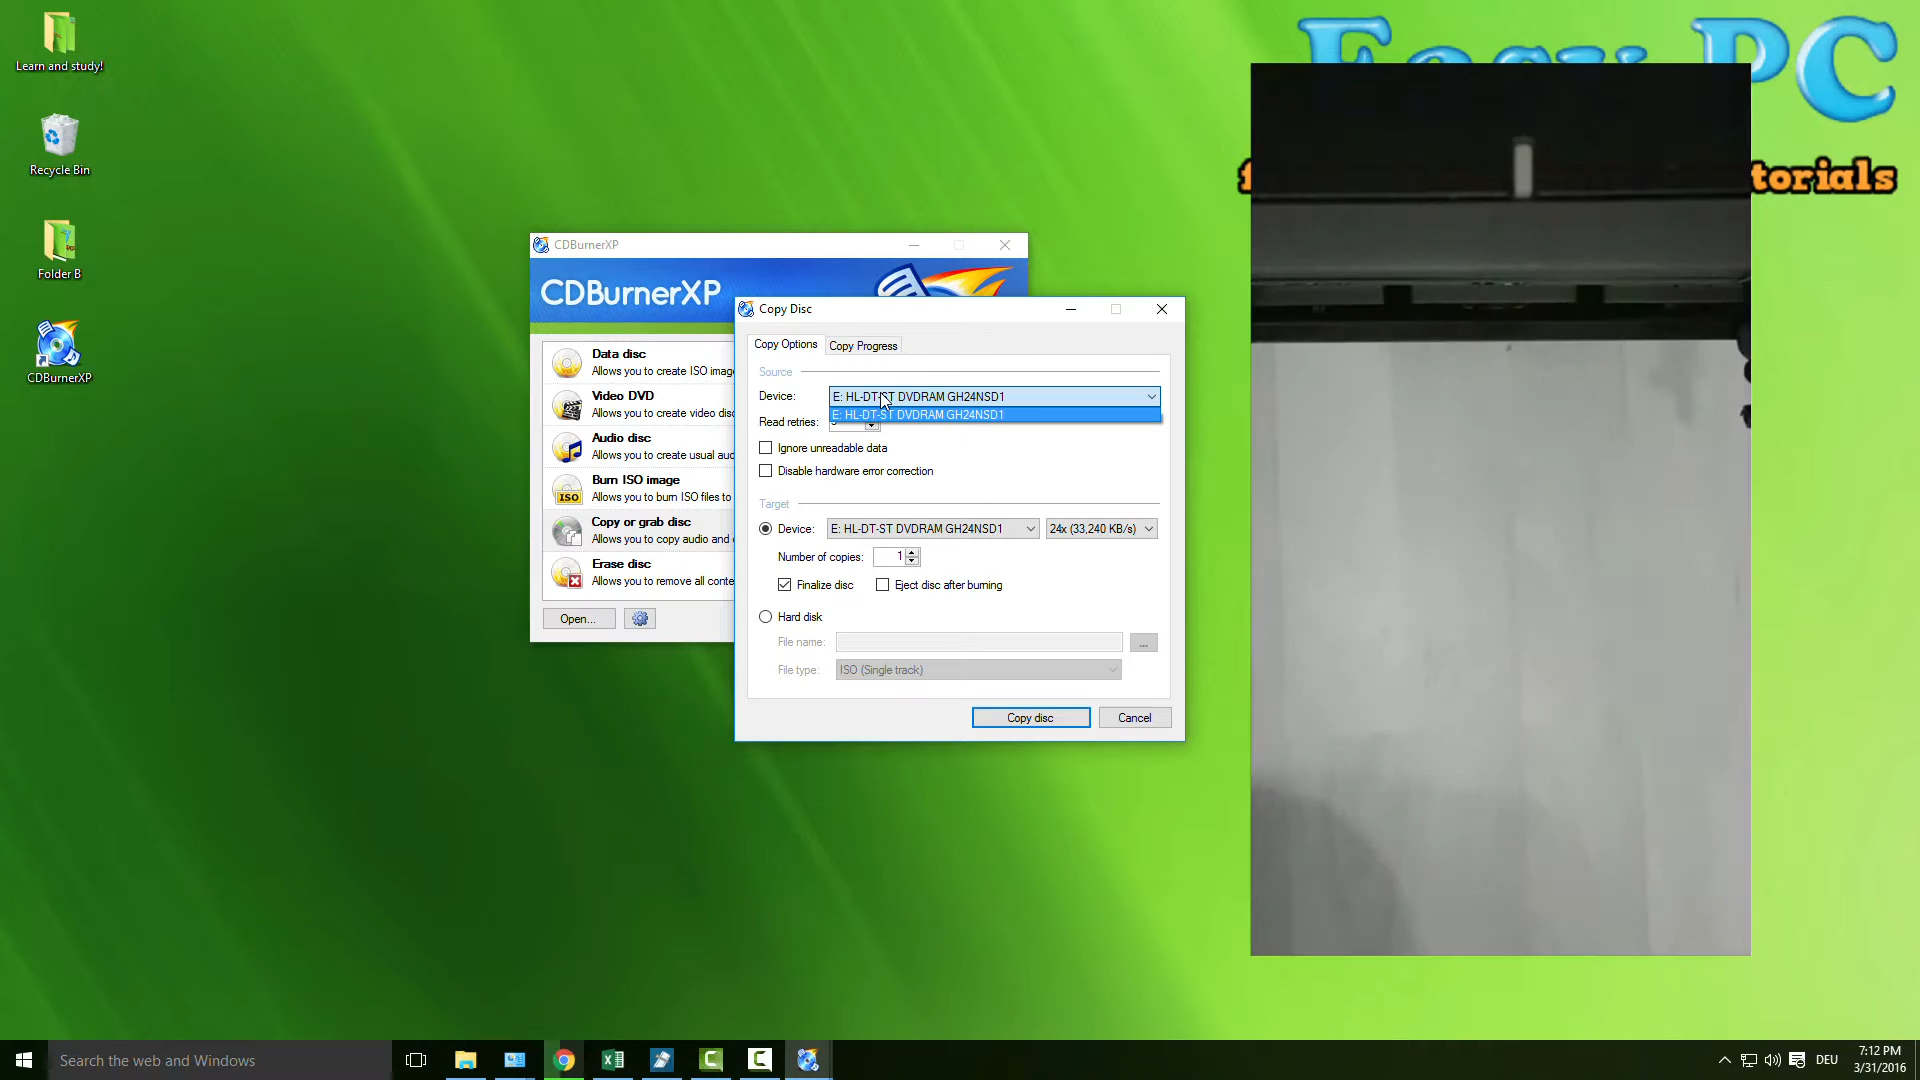 Learn and study!
Recycle Bin
Folder B
CDBurnerXP
PC
torials
CDBurnerXP
CDBurnerXP
Data disc
Allows you to create ISO imag
Video DVD
Allows you to create video disc
Audio disc
Allows you to create usual aud
Burn ISO image
Allows you to burn ISO files to
Copy or grab disc
Allows you to copy audio and
Erase disc
Allows you to remove all conte
ISO
Open...
Copy Disc
Copy Options
Copy Progress
Source
Device:
E: HL-DT-ST DVDRAM GH24NSD1
E: HL-DT-ST DVDRAM GH24NSD1
Read retries:
Ignore unreadable data
Disable hardware error correction
Target
Device:
E: HL-DT-ST DVDRAM GH24NSD1
24x (33,240 KB/s)
Number of copies:
1
Finalize disc
Eject disc after burning
Hard disk
File name:
...
File type:
ISO (Single track)
Copy disc
Cancel
Search the web and Windows
DEU
7:12 PM
3/31/2016